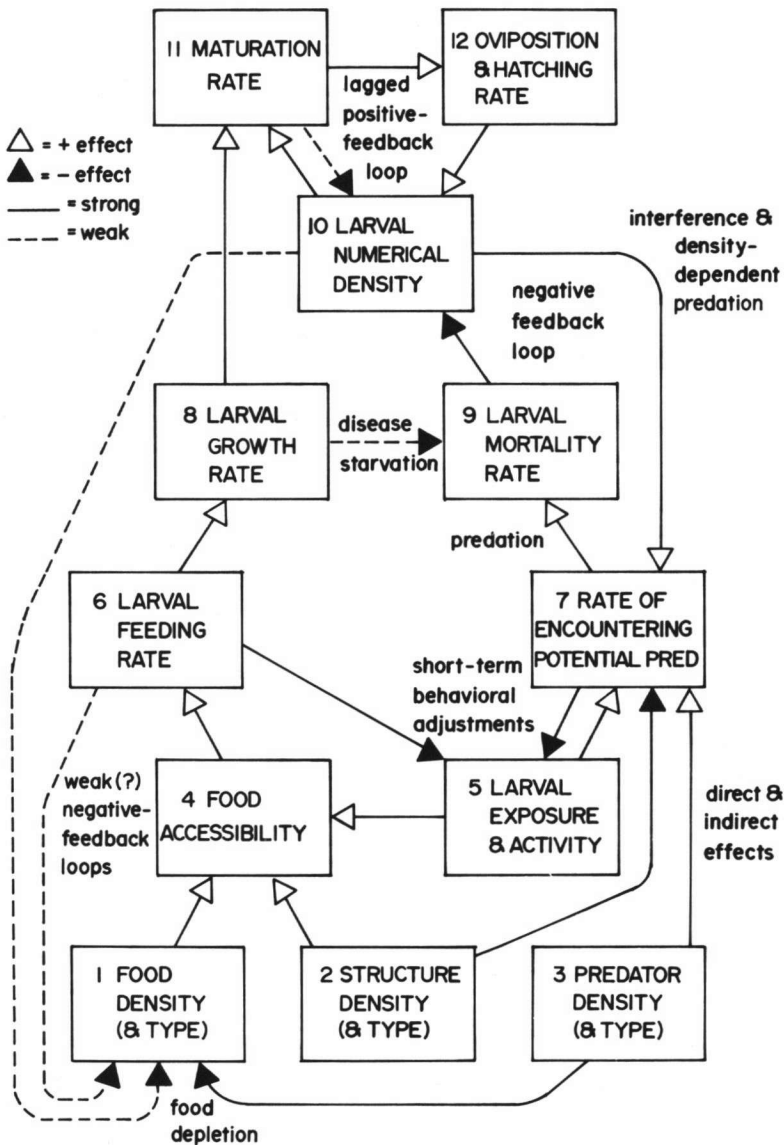 11 MATURATION
RATE
12 OVIPOSITION
& HATCHING
RATE
lagged
positive-
feedback
loop
= + effect
= - effect
= strong
= weak
10 LARVAL
NUMERICAL
DENSITY
interference &
density-
dependent
predation
negative
feedback
loop
8 LARVAL
GROWTH
RATE
disease
starvation
9 LARVAL
MORTALITY
RATE
predation
6 LARVAL
FEEDING
RATE
7 RATE OF
ENCOUNTERING
POTENTIAL PRED
short-term
behavioral
adjustments
weak(?)
negative-
feedback
loops
4 FOOD
ACCESSIBILITY
5 LARVAL
EXPOSURE
& ACTIVITY
direct &
indirect
effects
1 FOOD
DENSITY
(& TYPE)
2 STRUCTURE
DENSITY
(& TYPE)
3 PREDATOR
DENSITY
(& TYPE)
food
depletion